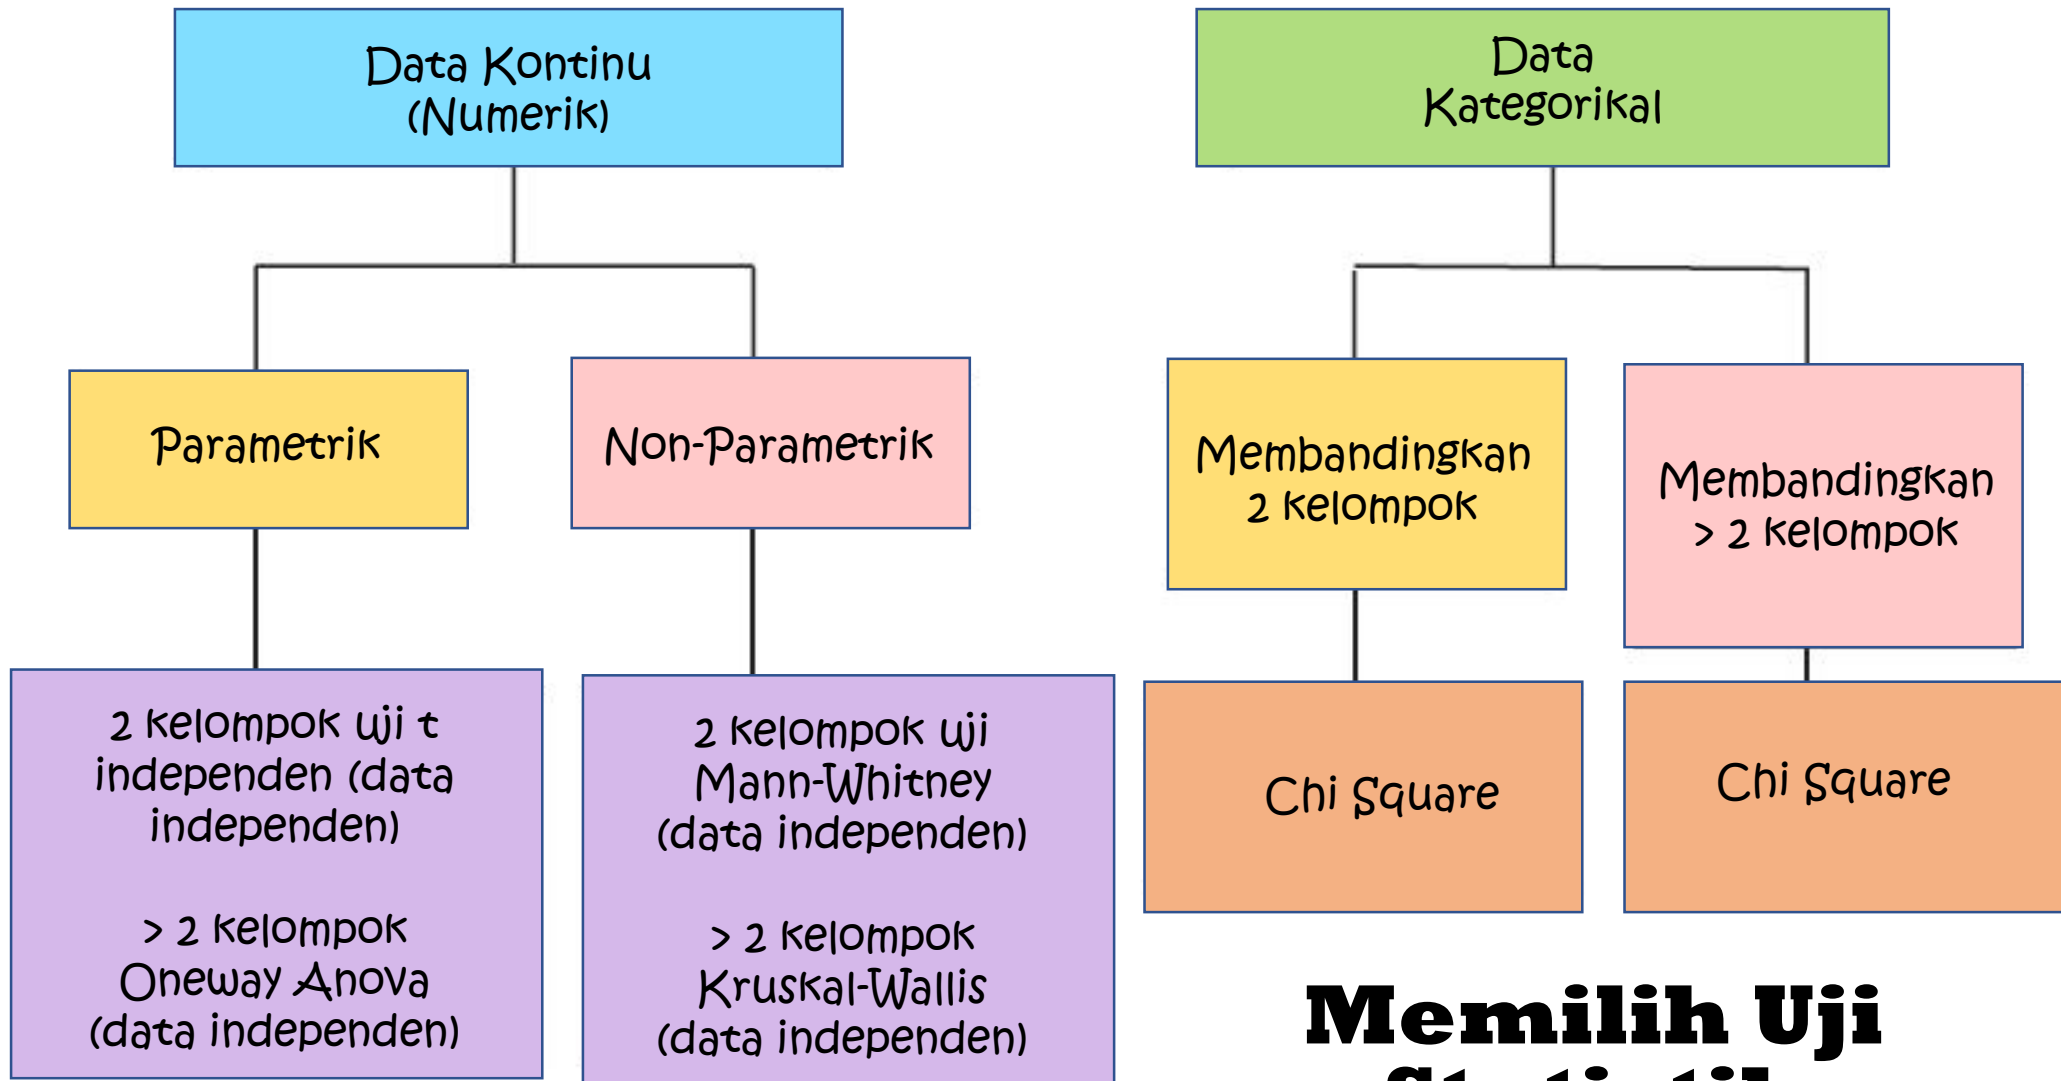 Data Kontinu
(Numerik)
Data
Kategorikal
Parametrik
Non-Parametrik
Membandingkan
2 kelompok
Membandingkan
> 2 kelompok
2 kelompok uji t
independen (data
independen)
> 2 kelompok
Oneway Anova
(data independen)
2 kelompok uji
Mann-Whitney
(data independen)
> 2 kelompok
Kruskal-Wallis
(data independen)
Chi Square
Chi Square
Memilih Uji
Statistik